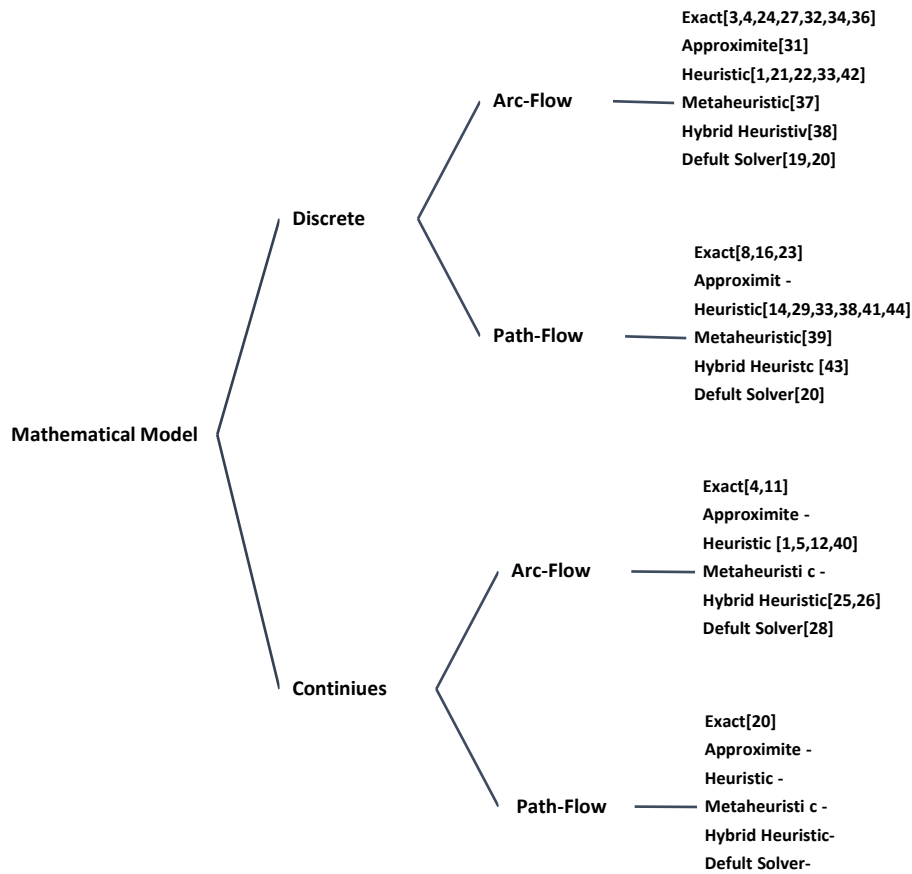 Mathematical Model
Discrete
Arc-Flow
Exact[3,4,24,27,32,34,36]
Approximite[31]
Heuristic[1,21,22,33,42]
Metaheuristic[37]
Hybrid Heuristiv[38]
Defult Solver[19,20]
Path-Flow
Exact[8,16,23]
Approximit -
Heuristic[14,29,33,38,41,44]
Metaheuristic[39]
Hybrid Heuristc [43]
Defult Solver[20]
Continiues
Arc-Flow
Exact[4,11]
Approximite -
Heuristic [1,5,12,40]
Metaheuristi c -
Hybrid Heuristic[25,26]
Defult Solver[28]
Path-Flow
Exact[20]
Approximite -
Heuristic -
Metaheuristi c -
Hybrid Heuristic-
Defult Solver-